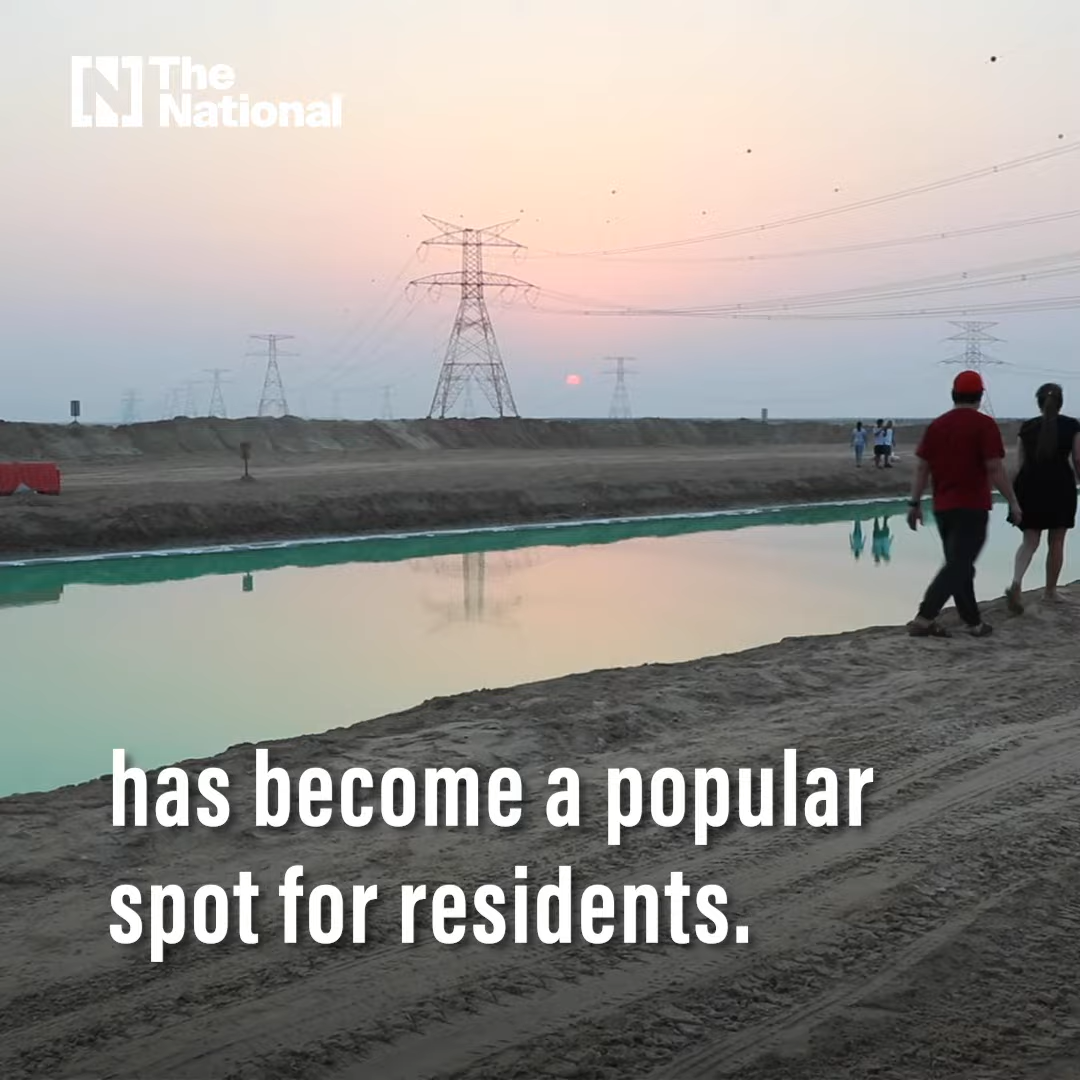 The
National
has become a popular
spot for residents.